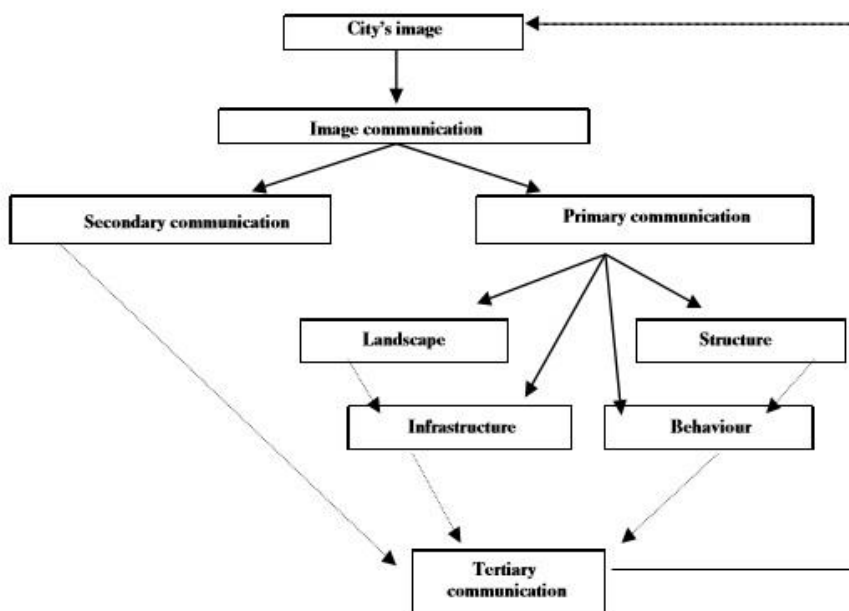 City's image
Image communication
Secondary communication
Primary communication
Landscape
Structure
Infrastructure
Behaviour
Tertiary
communication